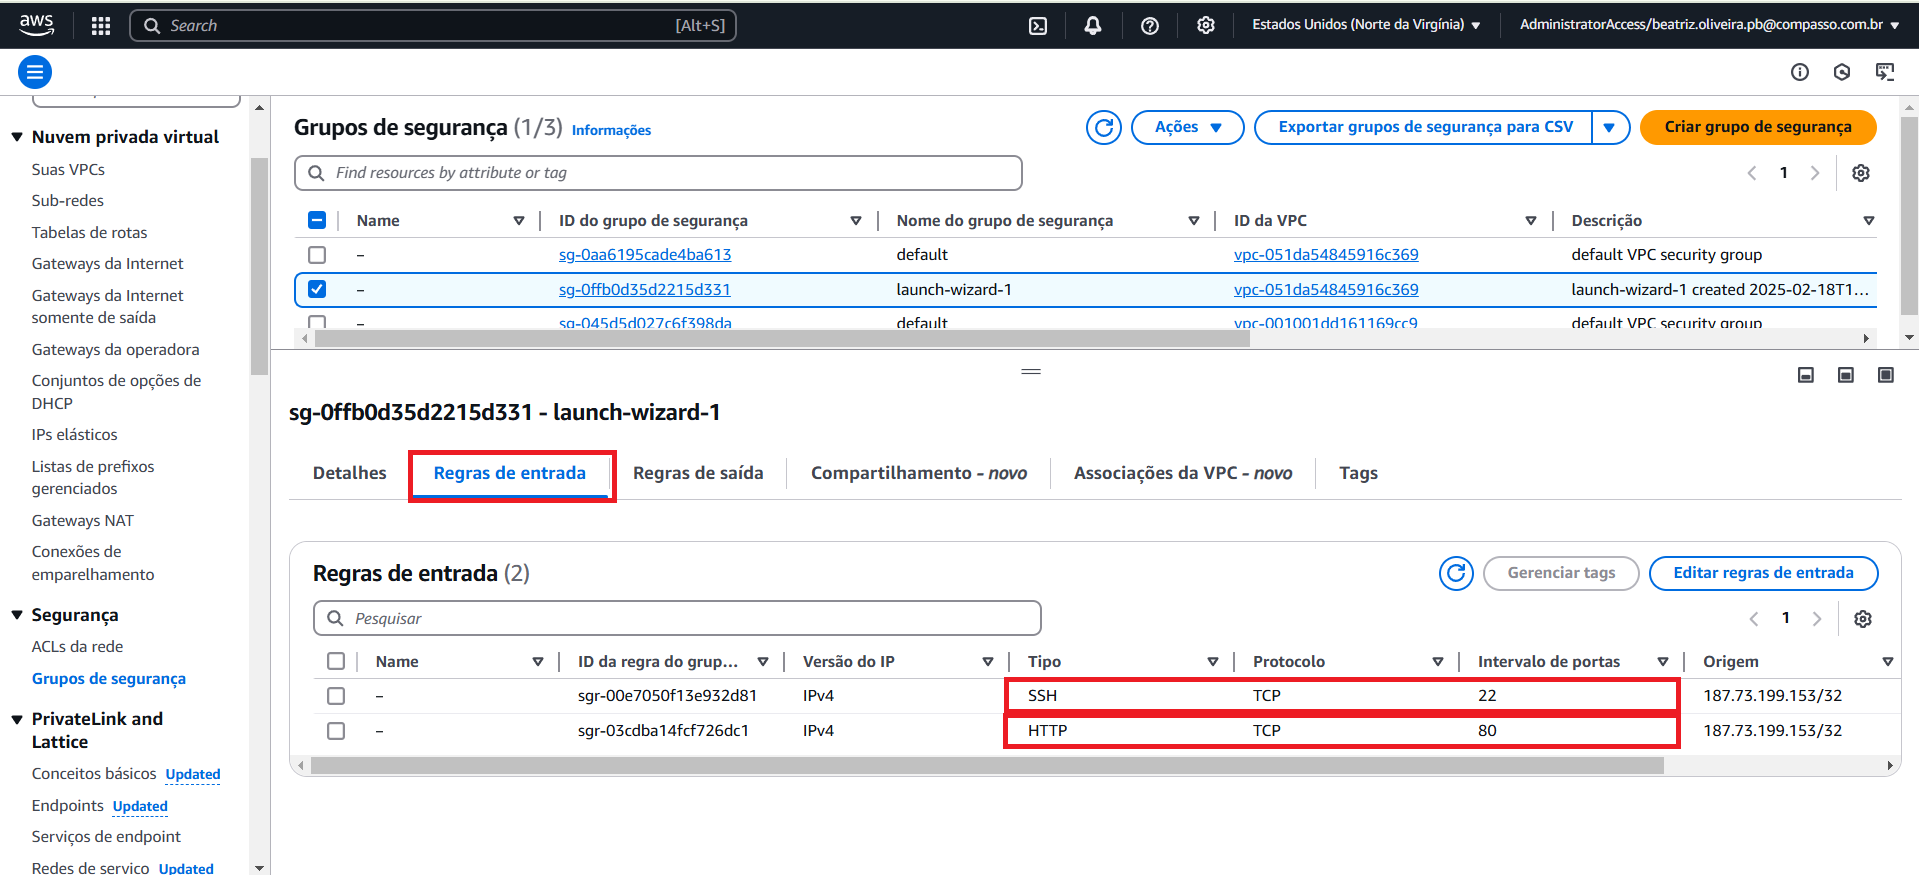 aws
Search [Alt+S]
Estados Unidos (Norte da Virgínia)
AdministratorAccess/beatriz.oliveira.pb@compasso.com.br
Nuvem privada virtual
Suas VPCs
Sub-redes
Tabelas de rotas
Gateways da Internet
Gateways da Internet
somente de saída
Gateways da operadora
Conjuntos de opções de
DHCP
IPs elásticos
Listas de prefixos
gerenciados
Gateways NAT
Conexões de
emparelhamento
Segurança
ACLs da rede
Grupos de segurança
PrivateLink and
Lattice
Conceitos básicos Updated
Endpoints Updated
Serviços de endpoint
Redes de serviço Updated
Grupos de segurança (1/3) Informações
Ações
Exportar grupos de segurança para CSV
Criar grupo de segurança
Find resources by attribute or tag
1
Name ID do grupo de segurança Nome do grupo de segurança ID da VPC Descrição
– sg-0aa6195cade4ba613 default vpc-051da54845916c369 default VPC security group
– sg-0ffb0d35d2215d331 launch-wizard-1 vpc-051da54845916c369 launch-wizard-1 created 2025-02-18T1...
– sg-045d5d027c6f398da default vpc-001001dd161169cc9 default VPC security group
sg-0ffb0d35d2215d331 - launch-wizard-1
Detalhes Regras de entrada Regras de saída Compartilhamento - novo Associações da VPC - novo Tags
Regras de entrada (2)
Gerenciar tags
Editar regras de entrada
Pesquisar
1
Name ID da regra do grup... Versão do IP Tipo Protocolo Intervalo de portas Origem
– sgr-00e7050f13e932d81 IPv4 SSH TCP 22 187.73.199.153/32
– sgr-03cdba14fcf726dc1 IPv4 HTTP TCP 80 187.73.199.153/32